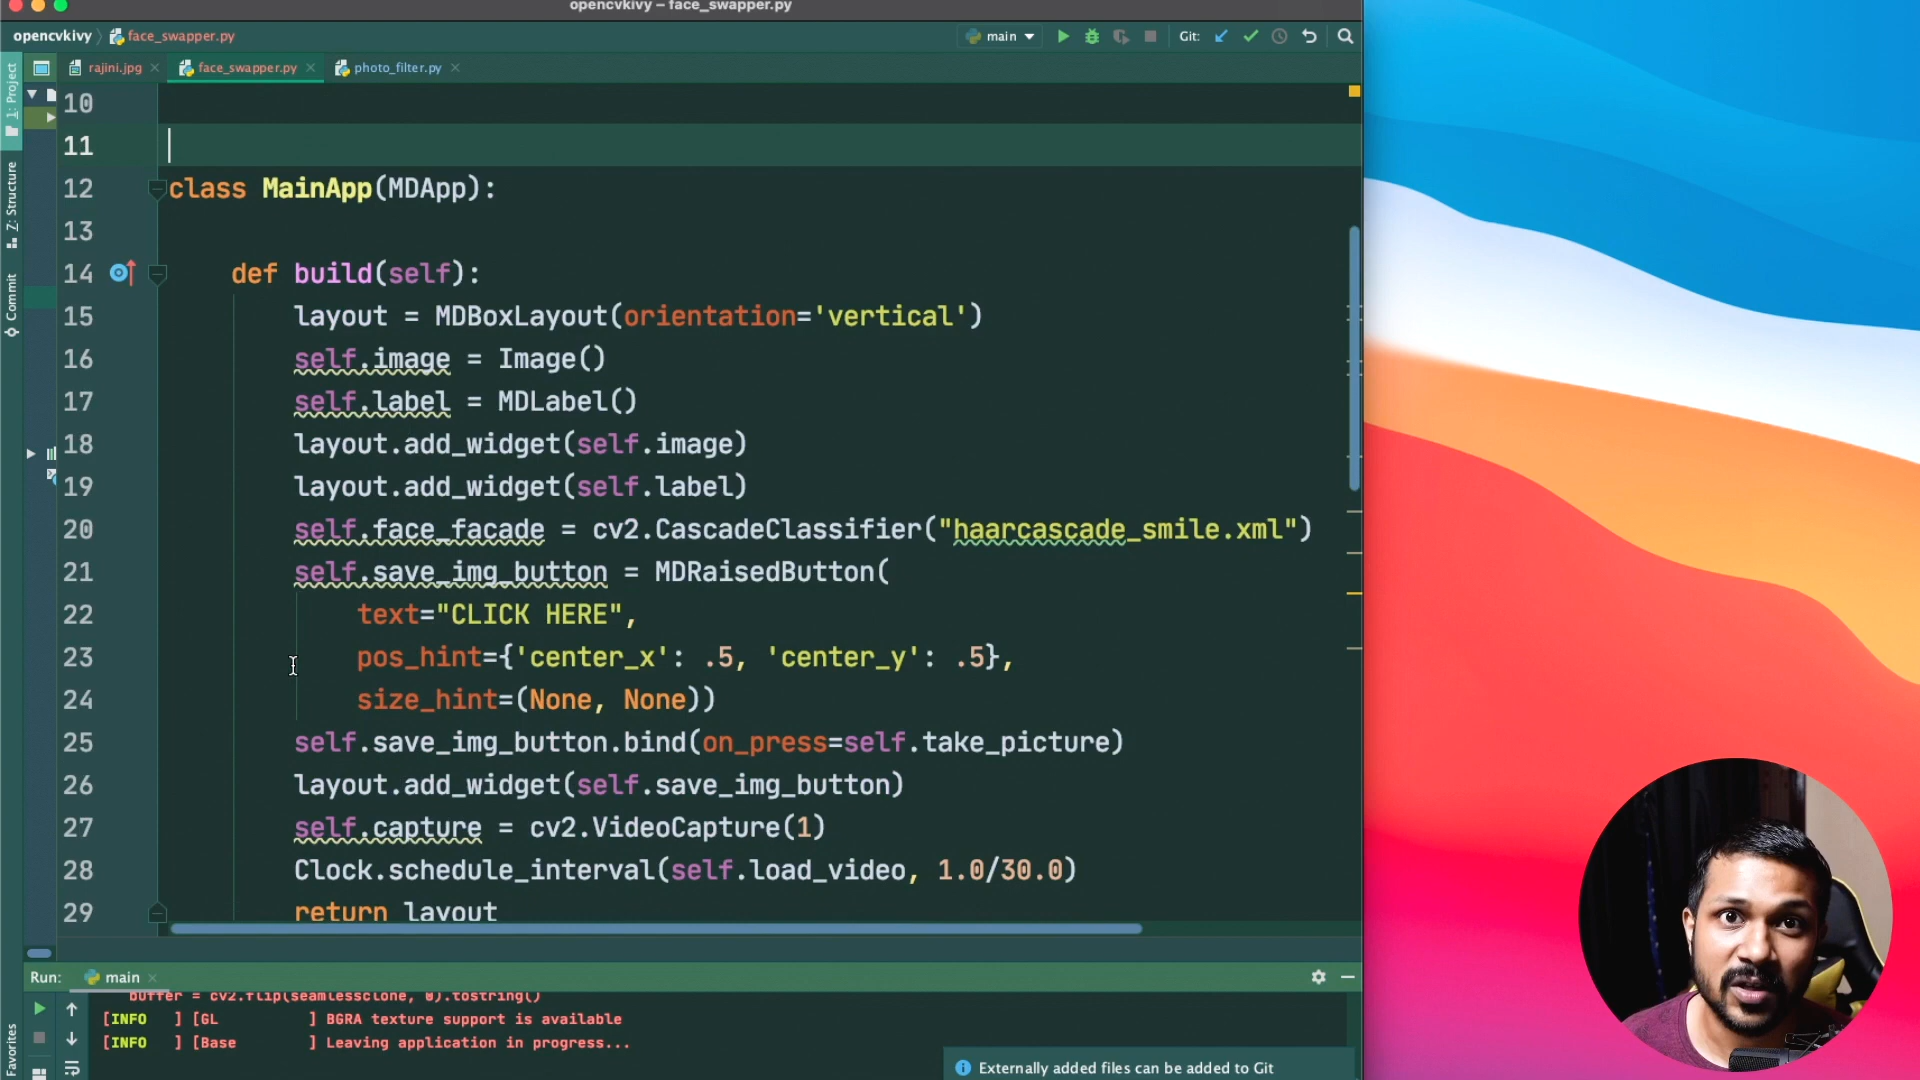 opencvkivy – face_swapper.py
opencvkivy face_swapper.py main Git:
rajini.jpg face_swapper.py photo_filter.py
1: Project
Z: Structure
Commit
Favorites
10
11
12 class MainApp(MDApp):
13
14 def build(self):
15 layout = MDBoxLayout(orientation='vertical')
16 self.image = Image()
17 self.label = MDLabel()
18 layout.add_widget(self.image)
19 layout.add_widget(self.label)
20 self.face_facade = cv2.CascadeClassifier("haarcascade_smile.xml")
21 self.save_img_button = MDRaisedButton(
22 text="CLICK HERE",
23 pos_hint={'center_x': .5, 'center_y': .5},
24 size_hint=(None, None))
25 self.save_img_button.bind(on_press=self.take_picture)
26 layout.add_widget(self.save_img_button)
27 self.capture = cv2.VideoCapture(1)
28 Clock.schedule_interval(self.load_video, 1.0/30.0)
29 return layout
Run: main
buffer = cv2.flip(seamlessclone, 0).tostring()
[INFO ] [GL ] BGRA texture support is available
[INFO ] [Base ] Leaving application in progress...
Externally added files can be added to Git